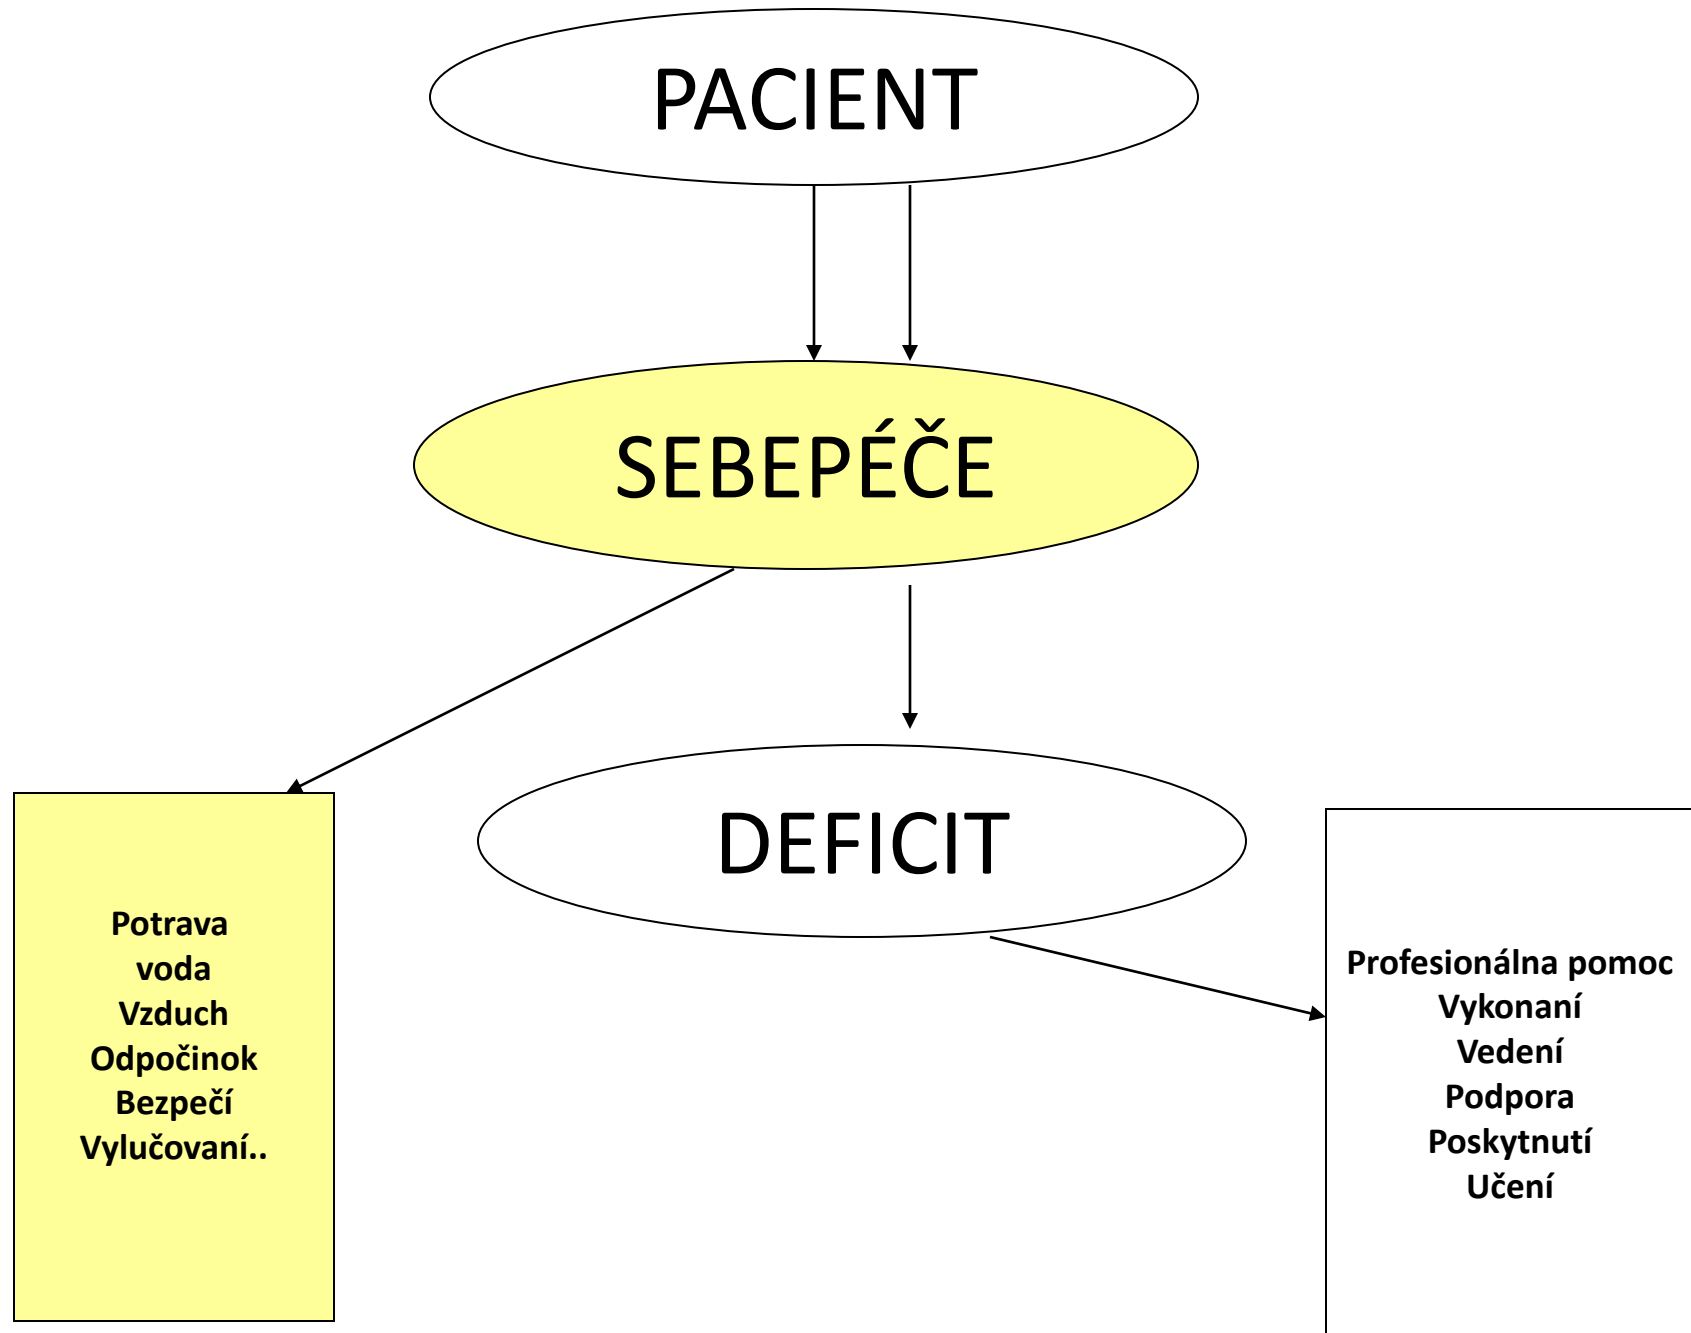 PACIENT
SEBEPÉČE
DEFICIT
Potrava
voda
Vzduch
Odpočinok
Bezpečí
Vylučovaní..
Profesionálna pomoc
Vykonaní
Vedení
Podpora
Poskytnutí
Učení